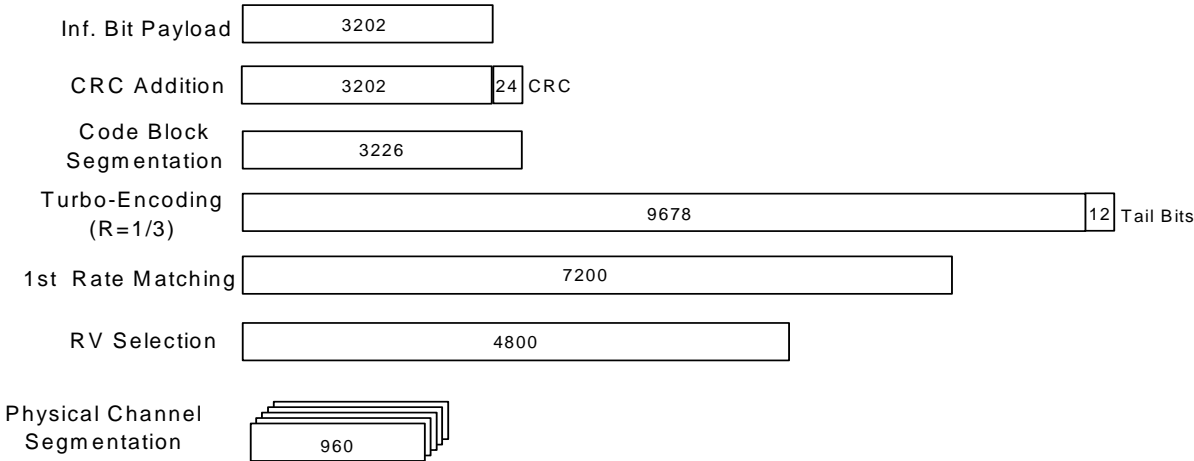 Inf. Bit Payload 3202
CRC Addition 3202 24 CRC
Code Block
Segmentation 3226
Turbo-Encoding
(R=1/3) 9678 12 Tail Bits
1st Rate Matching 7200
RV Selection 4800
Physical Channel
Segmentation 960